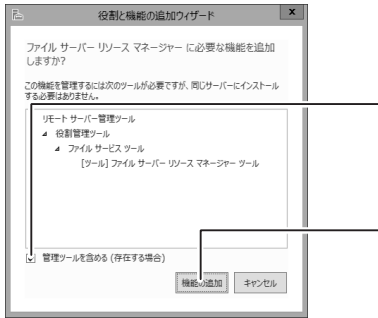 役割と機能の追加ウィザード
ファイル サーバー リソース マネージャー に必要な機能を追加
しますか?
この機能を管理するには次のツールが必要ですが、同じサーバーにインストール
する必要はありません。
リモート サーバー管理ツール
役割管理ツール
ファイル サービス ツール
[ツール] ファイル サーバー リソース マネージャー ツール
管理ツールを含める (存在する場合)
機能の追加
キャンセル